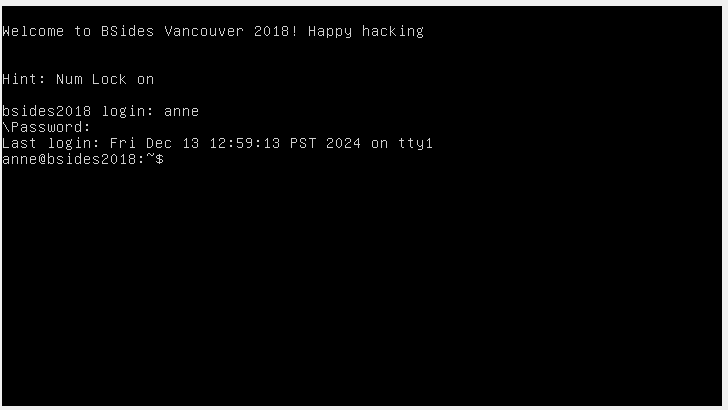 Welcome to BSides Vancouver 2018! Happy hacking
Hint: Num Lock on
bsides2018 login: anne
\Password:
Last login: Fri Dec 13 12:59:13 PST 2024 on tty1
anne@bsides2018:~$